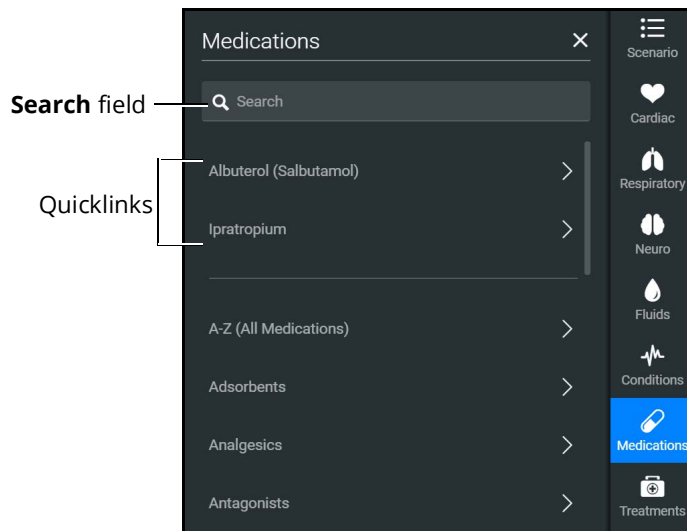 Medications
Search field
Search
Quicklinks
Albuterol (Salbutamol)
Ipratropium
A-Z (All Medications)
Adsorbents
Analgesics
Antagonists
Scenario
Cardiac
Respiratory
Neuro
Fluids
Conditions
Medications
Treatments